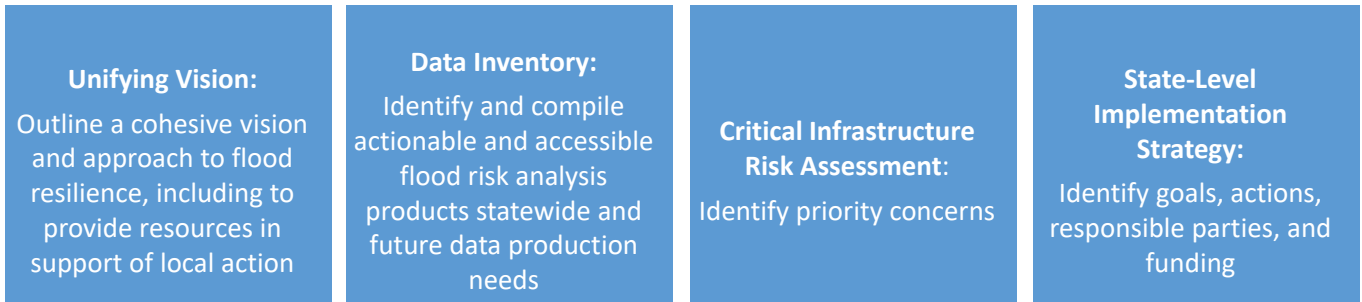 Unifying Vision:
Outline a cohesive vision
and approach to flood
resilience, including to
provide resources in
support of local action
Data Inventory:
Identify and compile
actionable and accessible
flood risk analysis
products statewide and
future data production
needs
Critical Infrastructure
Risk Assessment:
Identify priority concerns
State-Level
Implementation
Strategy:
Identify goals, actions,
responsible parties, and
funding